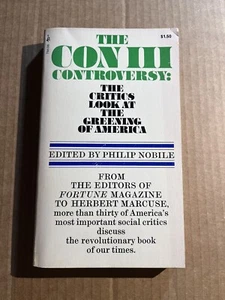 THE
$1.50
CON III
CONTROVERSY:
THE
CRITICS
LOOK AT
THE
GREENING
OF AMERICA
EDITED BY PHILIP NOBILE
FROM
THE EDITORS OF
FORTUNE MAGAZINE
TO HERBERT MARCUSE,
more than thirty of America's
most important social critics
discuss
the revolutionary book
of our times.